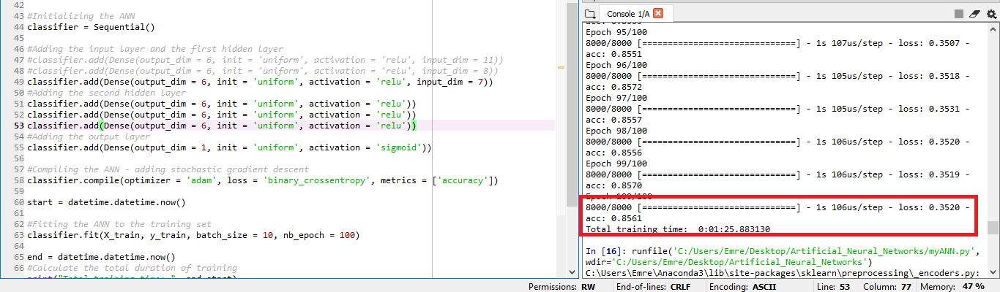 42
43 #Initializing the ANN
44 classifier = Sequential()
45
46 #Adding the input layer and the first hidden layer
47 #classifier.add(Dense(output_dim = 6, init = 'uniform', activation = 'relu', input_dim = 11))
48 #classifier.add(Dense(output_dim = 6, init = 'uniform', activation = 'relu', input_dim = 8))
49 classifier.add(Dense(output_dim = 6, init = 'uniform', activation = 'relu', input_dim = 7))
50 #Adding the second hidden layer
51 classifier.add(Dense(output_dim = 6, init = 'uniform', activation = 'relu'))
52 classifier.add(Dense(output_dim = 6, init = 'uniform', activation = 'relu'))
53 classifier.add(Dense(output_dim = 6, init = 'uniform', activation = 'relu'))
54 #Adding the output layer
55 classifier.add(Dense(output_dim = 1, init = 'uniform', activation = 'sigmoid'))
56
57 #Compiling the ANN - adding stochastic gradient descent
58 classifier.compile(optimizer = 'adam', loss = 'binary_crossentropy', metrics = ['accuracy'])
59
60 start = datetime.datetime.now()
61
62 #Fitting the ANN to the training set
63 classifier.fit(X_train, y_train, batch_size = 10, nb_epoch = 100)
64
65 end = datetime.datetime.now()
66 #Calculate the total duration of training
print("Total training time: ", end-start)
Console 1/A
Epoch 95/100
8000/8000 [==============================] - 1s 107us/step - loss: 0.3507 -
acc: 0.8551
Epoch 96/100
8000/8000 [==============================] - 1s 105us/step - loss: 0.3518 -
acc: 0.8572
Epoch 97/100
8000/8000 [==============================] - 1s 105us/step - loss: 0.3531 -
acc: 0.8557
Epoch 98/100
8000/8000 [==============================] - 1s 106us/step - loss: 0.3520 -
acc: 0.8556
Epoch 99/100
8000/8000 [==============================] - 1s 106us/step - loss: 0.3519 -
acc: 0.8570
Epoch 100/100
8000/8000 [==============================] - 1s 106us/step - loss: 0.3520 -
acc: 0.8561
Total training time:  0:01:25.883130
In [16]: runfile('C:/Users/Emre/Desktop/Artificial_Neural_Networks/myANN.py',
wdir='C:/Users/Emre/Desktop/Artificial_Neural_Networks')
C:\Users\Emre\Anaconda3\lib\site-packages\sklearn\preprocessing\_encoders.py:
Permissions: RW End-of-lines: CRLF Encoding: ASCII Line: 53 Column: 77 Memory: 47 %